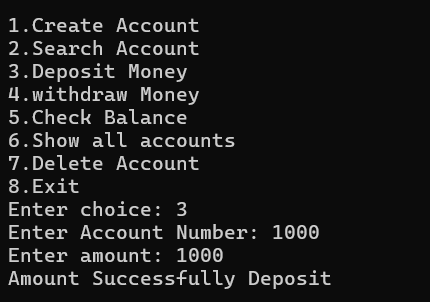 1.Create Account
2.Search Account
3.Deposit Money
4.withdraw Money
5.Check Balance
6.Show all accounts
7.Delete Account
8.Exit
Enter choice: 3
Enter Account Number: 1000
Enter amount: 1000
Amount Successfully Deposit